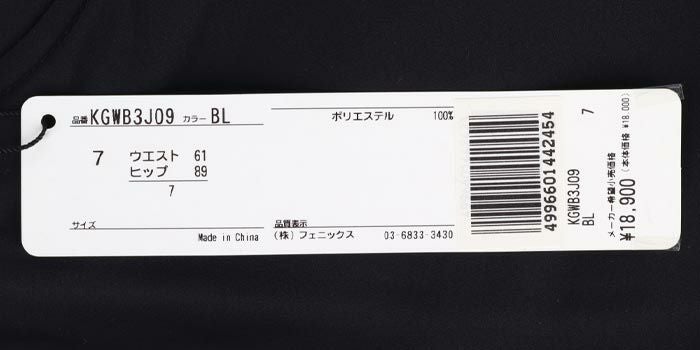 品番 KGWB3J09 カラー BL
7 ウエスト 61
ヒップ 89
7
サイズ
Made in China
ポリエステル 100%
品質表示
(株) フェニックス 03-6833-3430
4996601442454
KGWB3J09 7
BL
メーカー希望小売価格
¥18,900 (本体価格 ¥18,000)